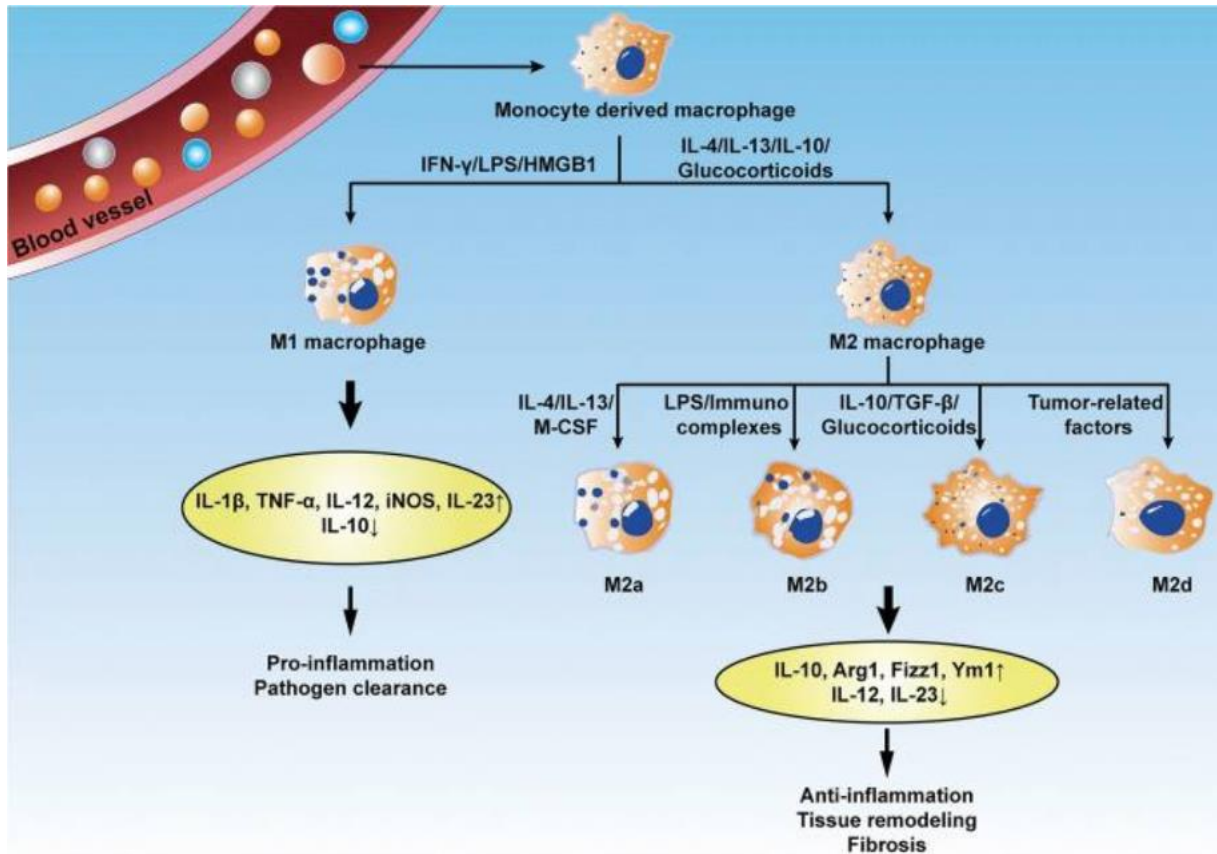 Blood vessel
Monocyte derived macrophage
IFN-γ/LPS/HMGB1
IL-4/IL-13/IL-10/
Glucocorticoids
M1 macrophage
M2 macrophage
IL-1β, TNF-α, IL-12, iNOS, IL-23↑
IL-10↓
Pro-inflammation
Pathogen clearance
IL-4/IL-13/
M-CSF
LPS/Immuno
complexes
IL-10/TGF-β/
Glucocorticoids
Tumor-related
factors
M2a
M2b
M2c
M2d
IL-10, Arg1, Fizz1, Ym1↑
IL-12, IL-23↓
Anti-inflammation
Tissue remodeling
Fibrosis